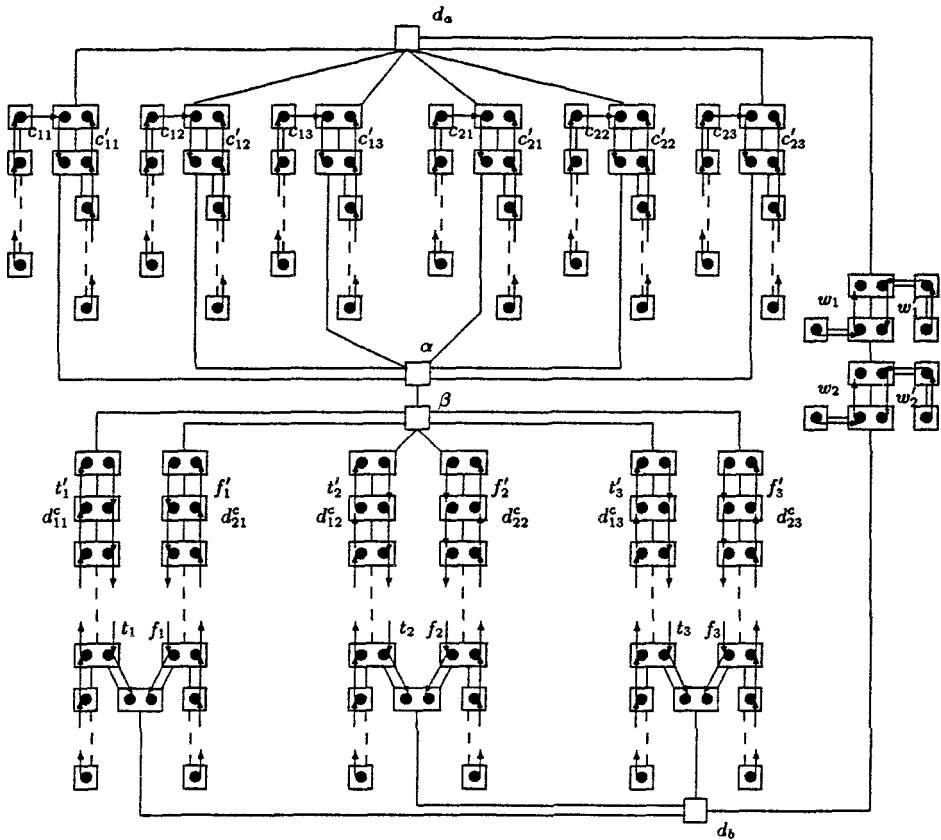 d_a
c_11 c'_11 c_12 c'_12 c_13 c'_13 c_21 c'_21 c_22 c'_22 c_23 c'_23
w_1 w'_1
α
w_2 w'_2
β
t'_1 f'_1 t'_2 f'_2 t'_3 f'_3
d^c_11 d^c_21 d^c_12 d^c_22 d^c_13 d^c_23
t_1 f_1 t_2 f_2 t_3 f_3
d_b